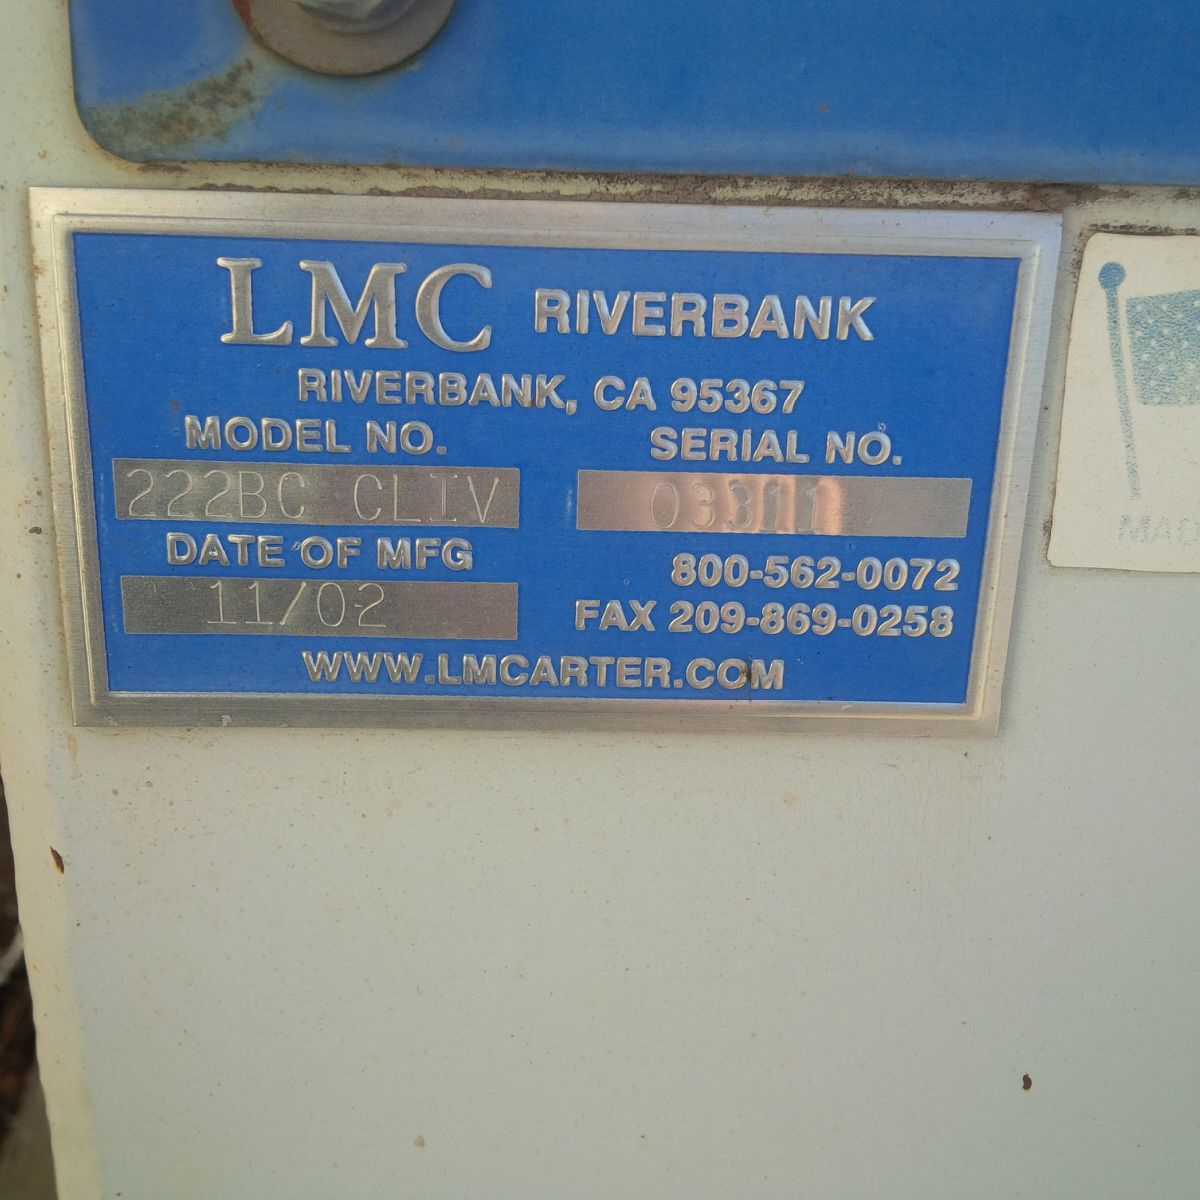 LMC RIVERBANK
RIVERBANK, CA 95367
MODEL NO. SERIAL NO.
222BC CLIV 03311
DATE OF MFG 800-562-0072
11/02 FAX 209-869-0258
WWW.LMCARTER.COM